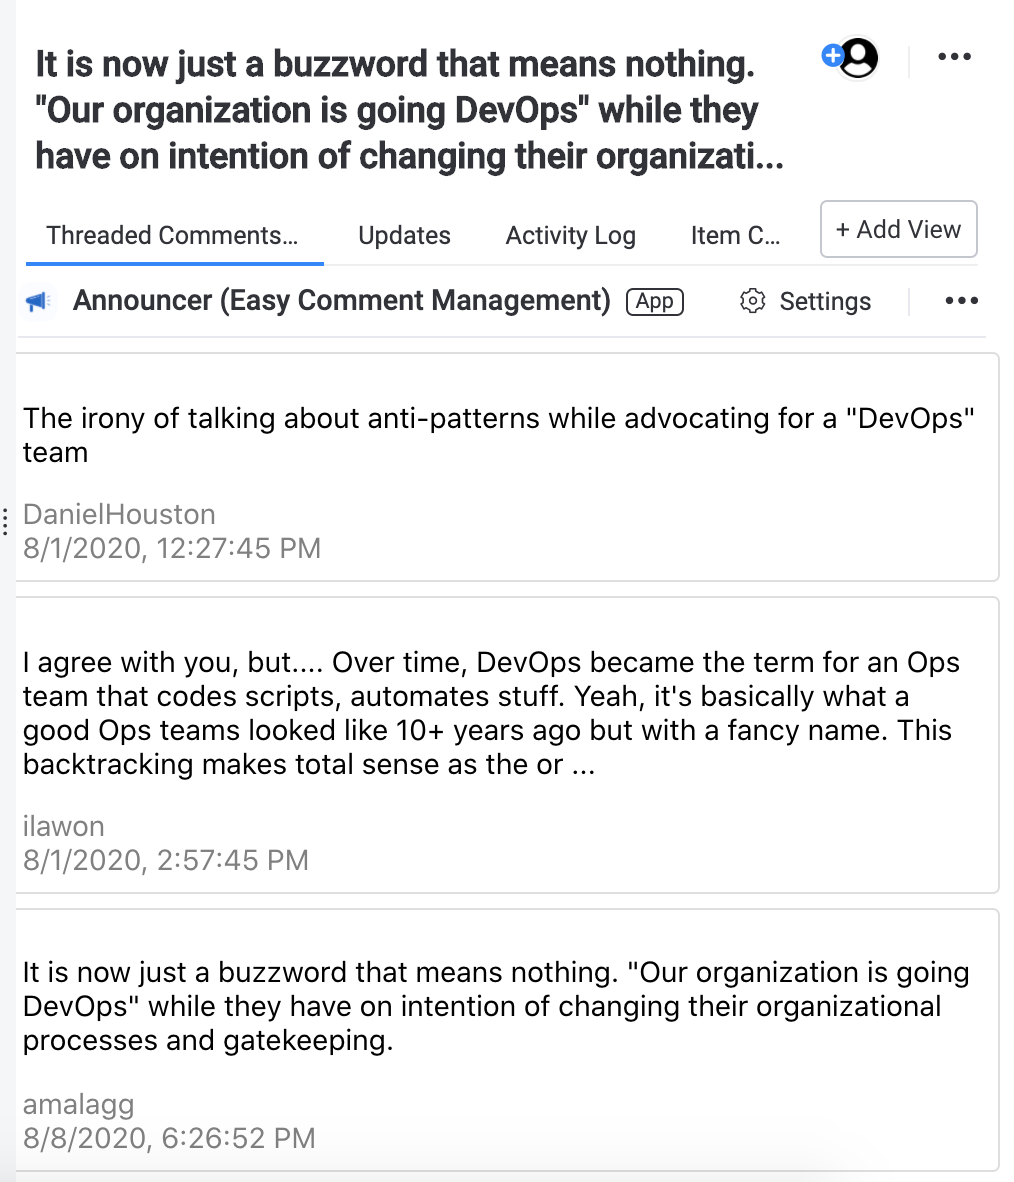 It is now just a buzzword that means nothing.
"Our organization is going DevOps" while they
have on intention of changing their organizati...
Threaded Comments...
Updates
Activity Log
Item C...
+ Add View
Announcer (Easy Comment Management)
App
Settings
The irony of talking about anti-patterns while advocating for a "DevOps"
team
DanielHouston
8/1/2020, 12:27:45 PM
I agree with you, but.... Over time, DevOps became the term for an Ops
team that codes scripts, automates stuff. Yeah, it's basically what a
good Ops teams looked like 10+ years ago but with a fancy name. This
backtracking makes total sense as the or ...
ilawon
8/1/2020, 2:57:45 PM
It is now just a buzzword that means nothing. "Our organization is going
DevOps" while they have on intention of changing their organizational
processes and gatekeeping.
amalagg
8/8/2020, 6:26:52 PM